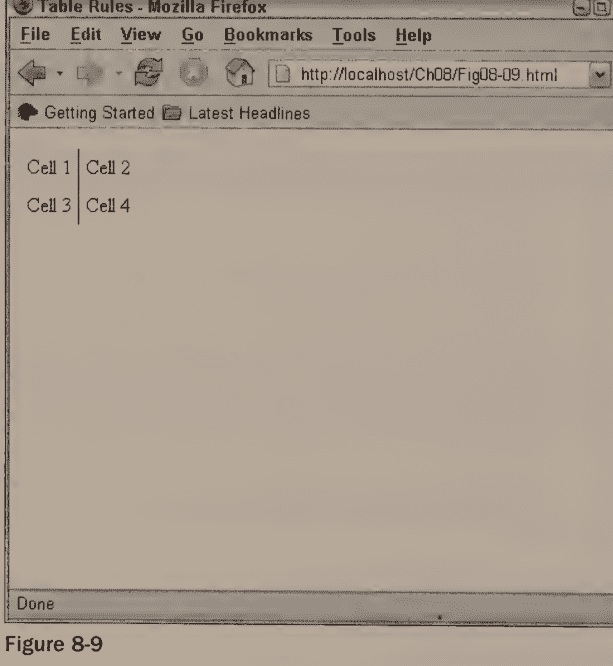 Table Rules - Mozilla Firefox
File Edit View Go Bookmarks Tools Help
http://localhost/Ch08/Fig08-09.html
Getting Started Latest Headlines
Cell 1 Cell 2
Cell 3 Cell 4
Done
Figure 8-9